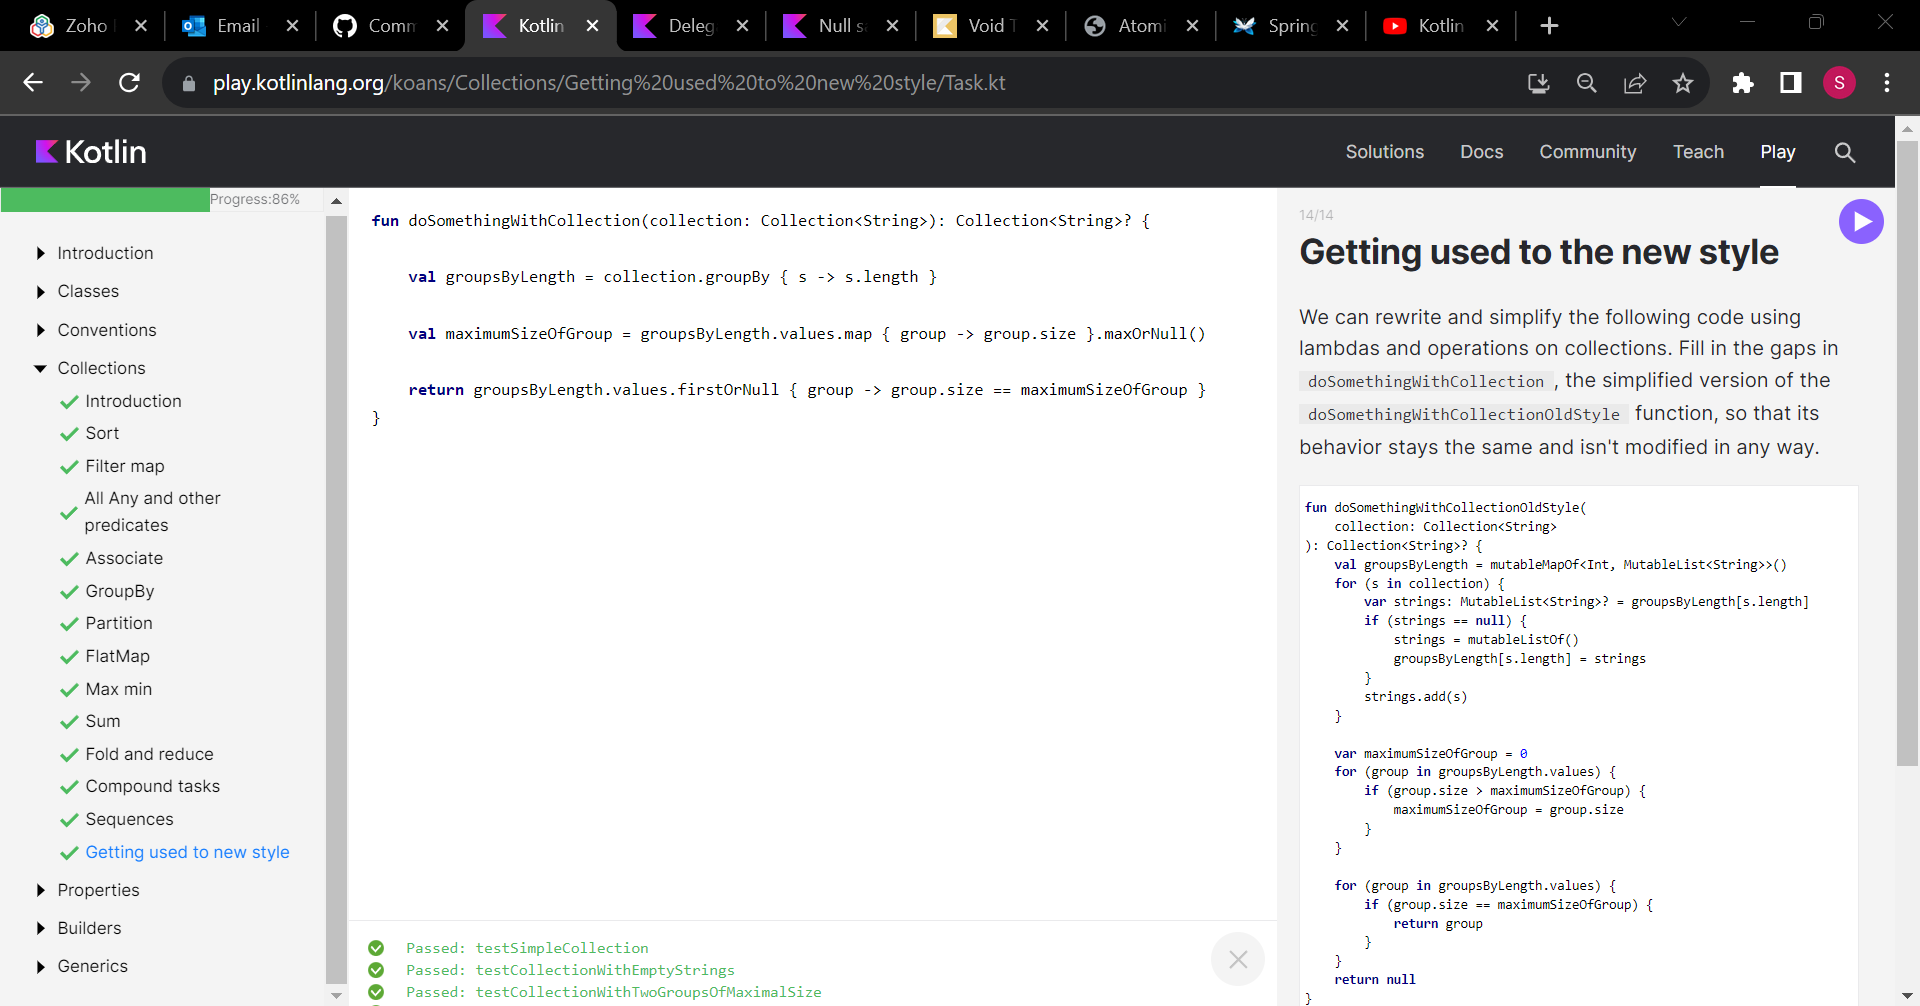 Zoho
Email
Comm
Kotlin
Deleg
Null s
Void T
Atomi
Spring
Kotlin
play.kotlinlang.org/koans/Collections/Getting%20used%20to%20new%20style/Task.kt
S
Kotlin
Solutions
Docs
Community
Teach
Play
Progress:86%
Introduction
Classes
Conventions
Collections
Introduction
Sort
Filter map
All Any and other
predicates
Associate
GroupBy
Partition
FlatMap
Max min
Sum
Fold and reduce
Compound tasks
Sequences
Getting used to new style
Properties
Builders
Generics
fun doSomethingWithCollection(collection: Collection<String>): Collection<String>? {
val groupsByLength = collection.groupBy { s -> s.length }
val maximumSizeOfGroup = groupsByLength.values.map { group -> group.size }.maxOrNull()
return groupsByLength.values.firstOrNull { group -> group.size == maximumSizeOfGroup }
}
Passed: testSimpleCollection
Passed: testCollectionWithEmptyStrings
Passed: testCollectionWithTwoGroupsOfMaximalSize
14/14
Getting used to the new style
We can rewrite and simplify the following code using
lambdas and operations on collections. Fill in the gaps in
doSomethingWithCollection , the simplified version of the
doSomethingWithCollectionOldStyle function, so that its
behavior stays the same and isn't modified in any way.
fun doSomethingWithCollectionOldStyle(
collection: Collection<String>
): Collection<String>? {
val groupsByLength = mutableMapOf<Int, MutableList<String>>()
for (s in collection) {
var strings: MutableList<String>? = groupsByLength[s.length]
if (strings == null) {
strings = mutableListOf()
groupsByLength[s.length] = strings
}
strings.add(s)
}
var maximumSizeOfGroup = 0
for (group in groupsByLength.values) {
if (group.size > maximumSizeOfGroup) {
maximumSizeOfGroup = group.size
}
}
for (group in groupsByLength.values) {
if (group.size == maximumSizeOfGroup) {
return group
}
}
return null
}